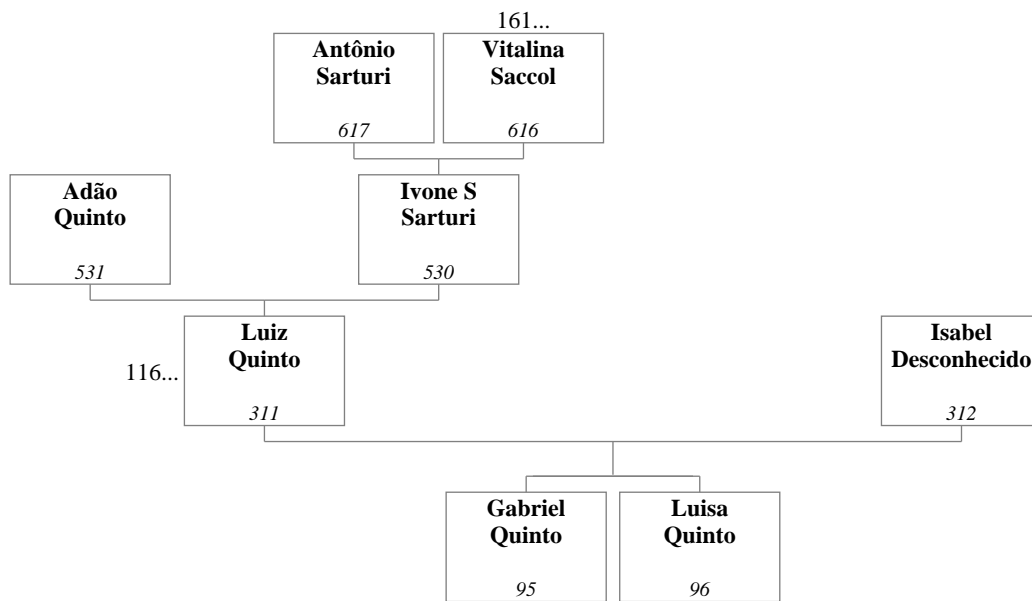 161...
Antônio
Sarturi
617
Vitalina
Saccol
616
Adão
Quinto
531
Ivone S
Sarturi
530
116...
Luiz
Quinto
311
Isabel
Desconhecido
312
Gabriel
Quinto
95
Luisa
Quinto
96